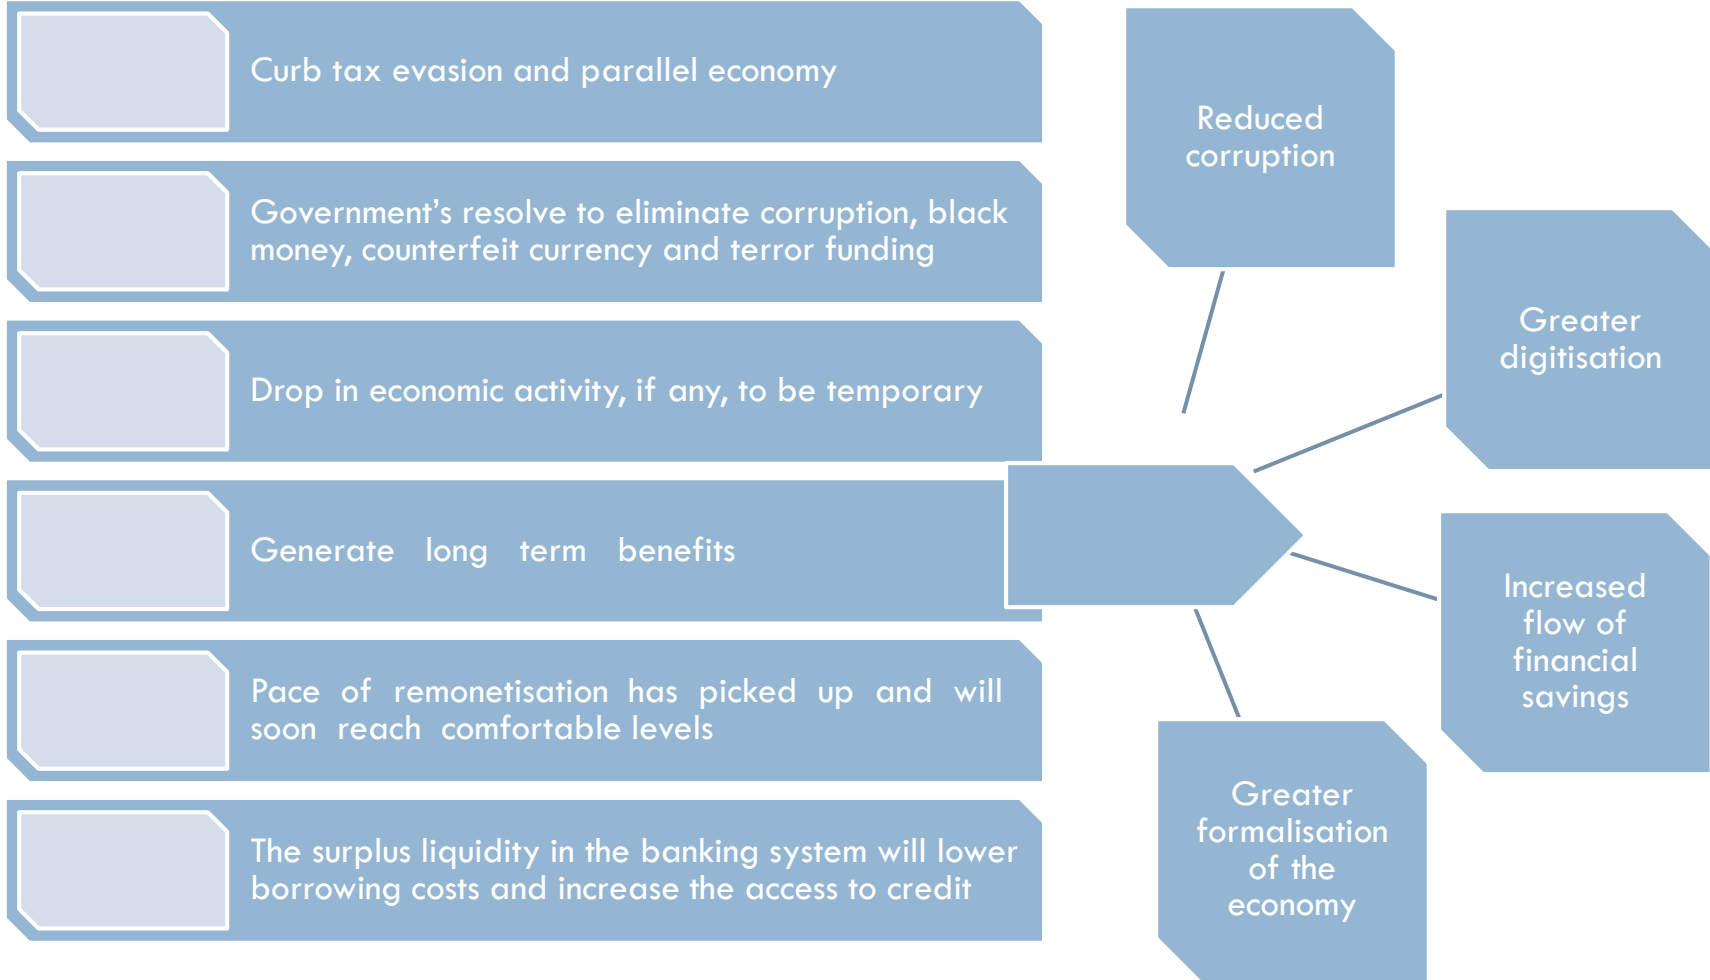 Curb tax evasion and parallel economy
Government’s resolve to eliminate corruption, black
money, counterfeit currency and terror funding
Drop in economic activity, if any, to be temporary
Generate long term benefits
Pace of remonetisation has picked up and will
soon reach comfortable levels
The surplus liquidity in the banking system will lower
borrowing costs and increase the access to credit
Reduced
corruption
Greater
digitisation
Increased
flow of
financial
savings
Greater
formalisation
of the
economy